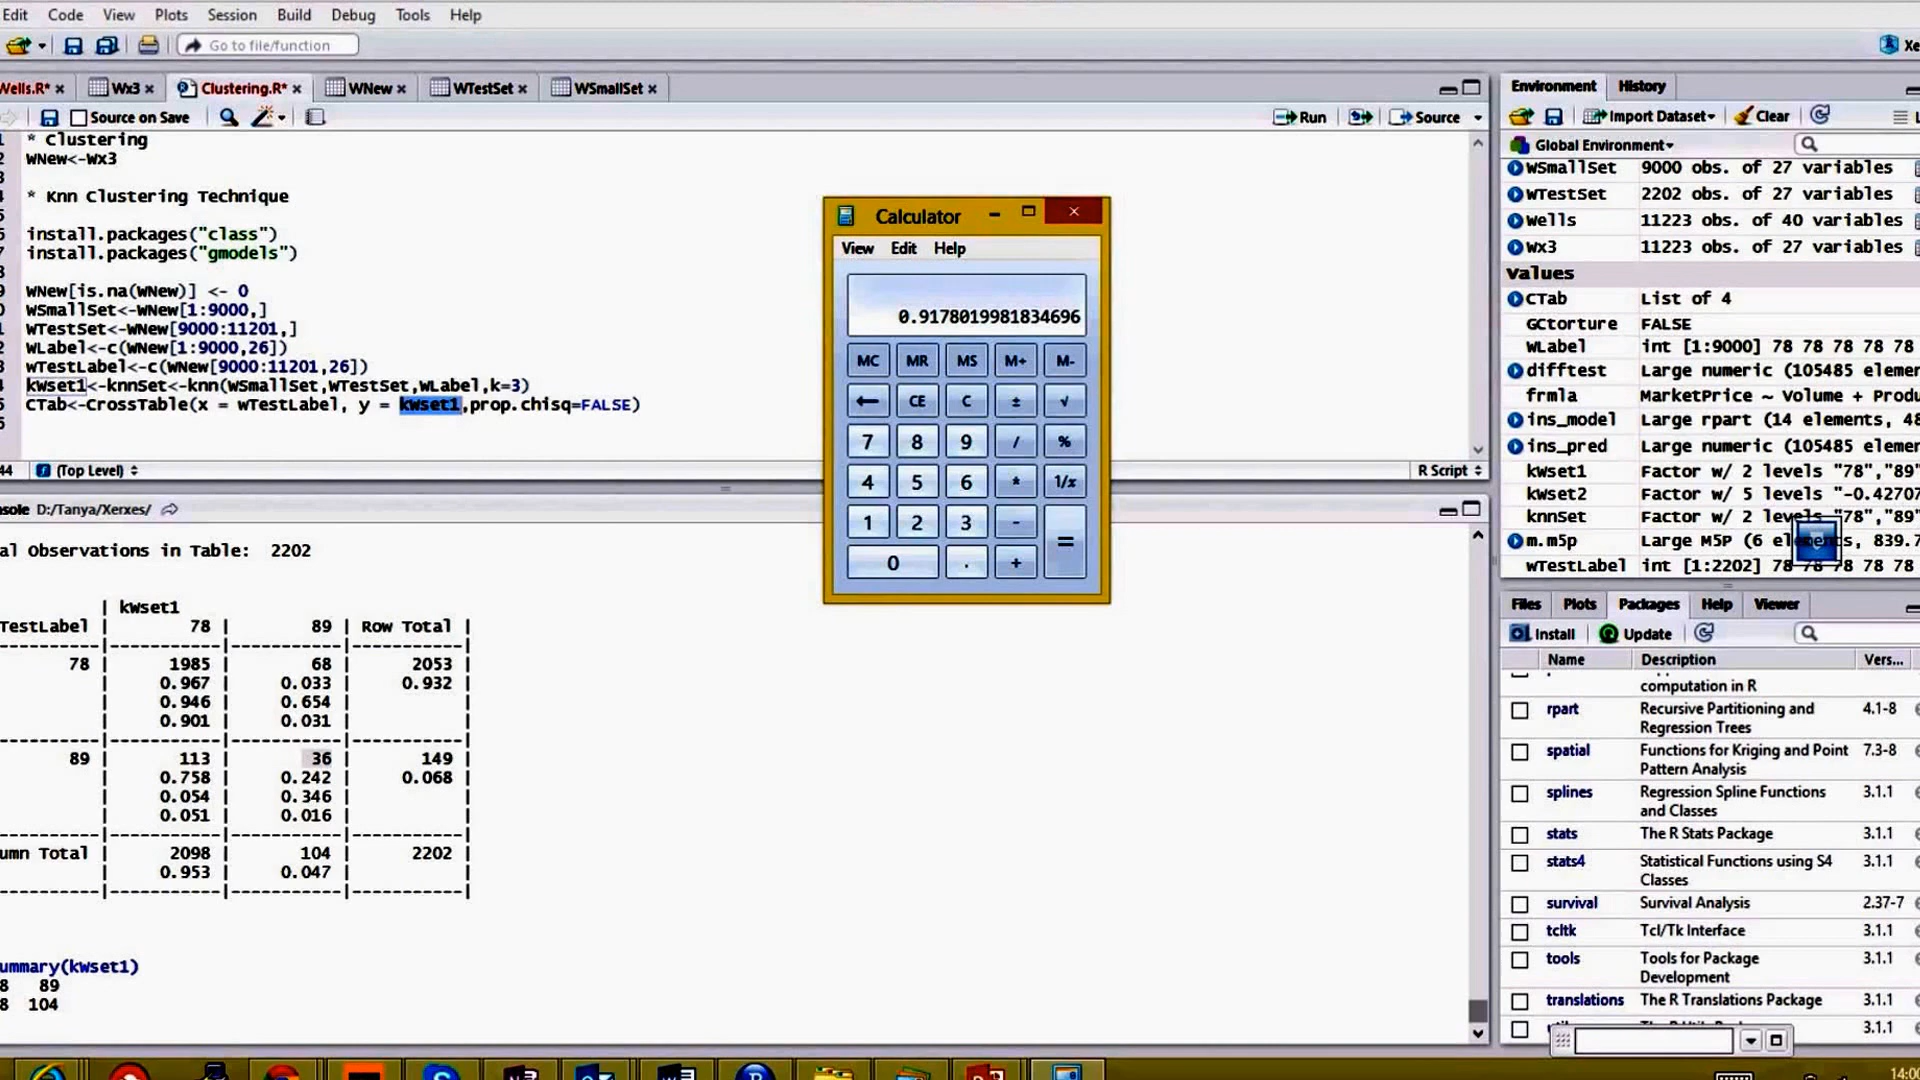 Edit Code View Plots Session Build Debug Tools Help
Go to file/function
Wells.R* Wx3 Clustering.R* WNew WTestSet WSmallSet
Source on Save Run Source
* Clustering
WNew<-Wx3
* Knn Clustering Technique
install.packages("class")
install.packages("gmodels")
WNew[is.na(WNew)] <- 0
WSmallSet<-WNew[1:9000,]
WTestSet<-WNew[9000:11201,]
WLabel<-c(WNew[1:9000,26])
wTestLabel<-c(WNew[9000:11201,26])
kWset1<-knnSet<-knn(WSmallSet,WTestSet,WLabel,k=3)
CTab<-CrossTable(x = wTestLabel, y = kWset1,prop.chisq=FALSE)
44 (Top Level) R Script
nsole D:/Tanya/Xerxes/
al Observations in Table: 2202
| kWset1
TestLabel | 78 | 89 | Row Total |
78 | 1985 | 68 | 2053 |
| 0.967 | 0.033 | 0.932 |
| 0.946 | 0.654 | |
| 0.901 | 0.031 | |
89 | 113 | 36 | 149 |
| 0.758 | 0.242 | 0.068 |
| 0.054 | 0.346 | |
| 0.051 | 0.016 | |
umn Total | 2098 | 104 | 2202 |
| 0.953 | 0.047 | |
ummary(kWset1)
8 89
8 104
Calculator
View Edit Help
0.9178019981834696
MC MR MS M+ M-
← CE C ± √
7 8 9 / %
4 5 6 * 1/x
1 2 3 - =
0 . +
Xe
Environment History
Import Dataset Clear
Global Environment
WSmallSet 9000 obs. of 27 variables
WTestSet 2202 obs. of 27 variables
Wells 11223 obs. of 40 variables
Wx3 11223 obs. of 27 variables
Values
CTab List of 4
GCtorture FALSE
WLabel int [1:9000] 78 78 78
difftest Large numeric (105485 element
frmla MarketPrice ~ Volume + Produ
ins_model Large rpart (14 elements, 48
ins_pred Large numeric (105485 elemen
kWset1 Factor w/ 2 levels "78","89"
kWset2 Factor w/ 5 levels "-0.42707
knnSet Factor w/ 2 levels "78","89"
m.m5p Large M5P (6 elements, 839.7
wTestLabel int [1:2202] 78 78 78 78 78
Files Plots Packages Help Viewer
Install Update
Name Description Vers...
computation in R
rpart Recursive Partitioning and 4.1-8
Regression Trees
spatial Functions for Kriging and Point 7.3-8
Pattern Analysis
splines Regression Spline Functions 3.1.1
and Classes
stats The R Stats Package 3.1.1
stats4 Statistical Functions using S4 3.1.1
Classes
survival Survival Analysis 2.37-7
tcltk Tcl/Tk Interface 3.1.1
tools Tools for Package 3.1.1
Development
translations The R Translations Package 3.1.1
3.1.1
14:00